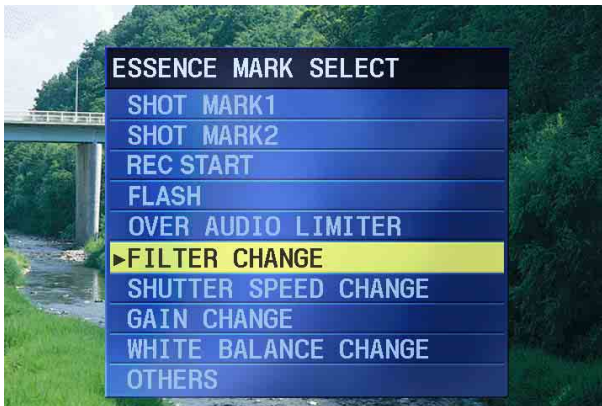 ESSENCE MARK SELECT
SHOT MARK1
SHOT MARK2
REC START
FLASH
OVER AUDIO LIMITER
▶FILTER CHANGE
SHUTTER SPEED CHANGE
GAIN CHANGE
WHITE BALANCE CHANGE
OTHERS